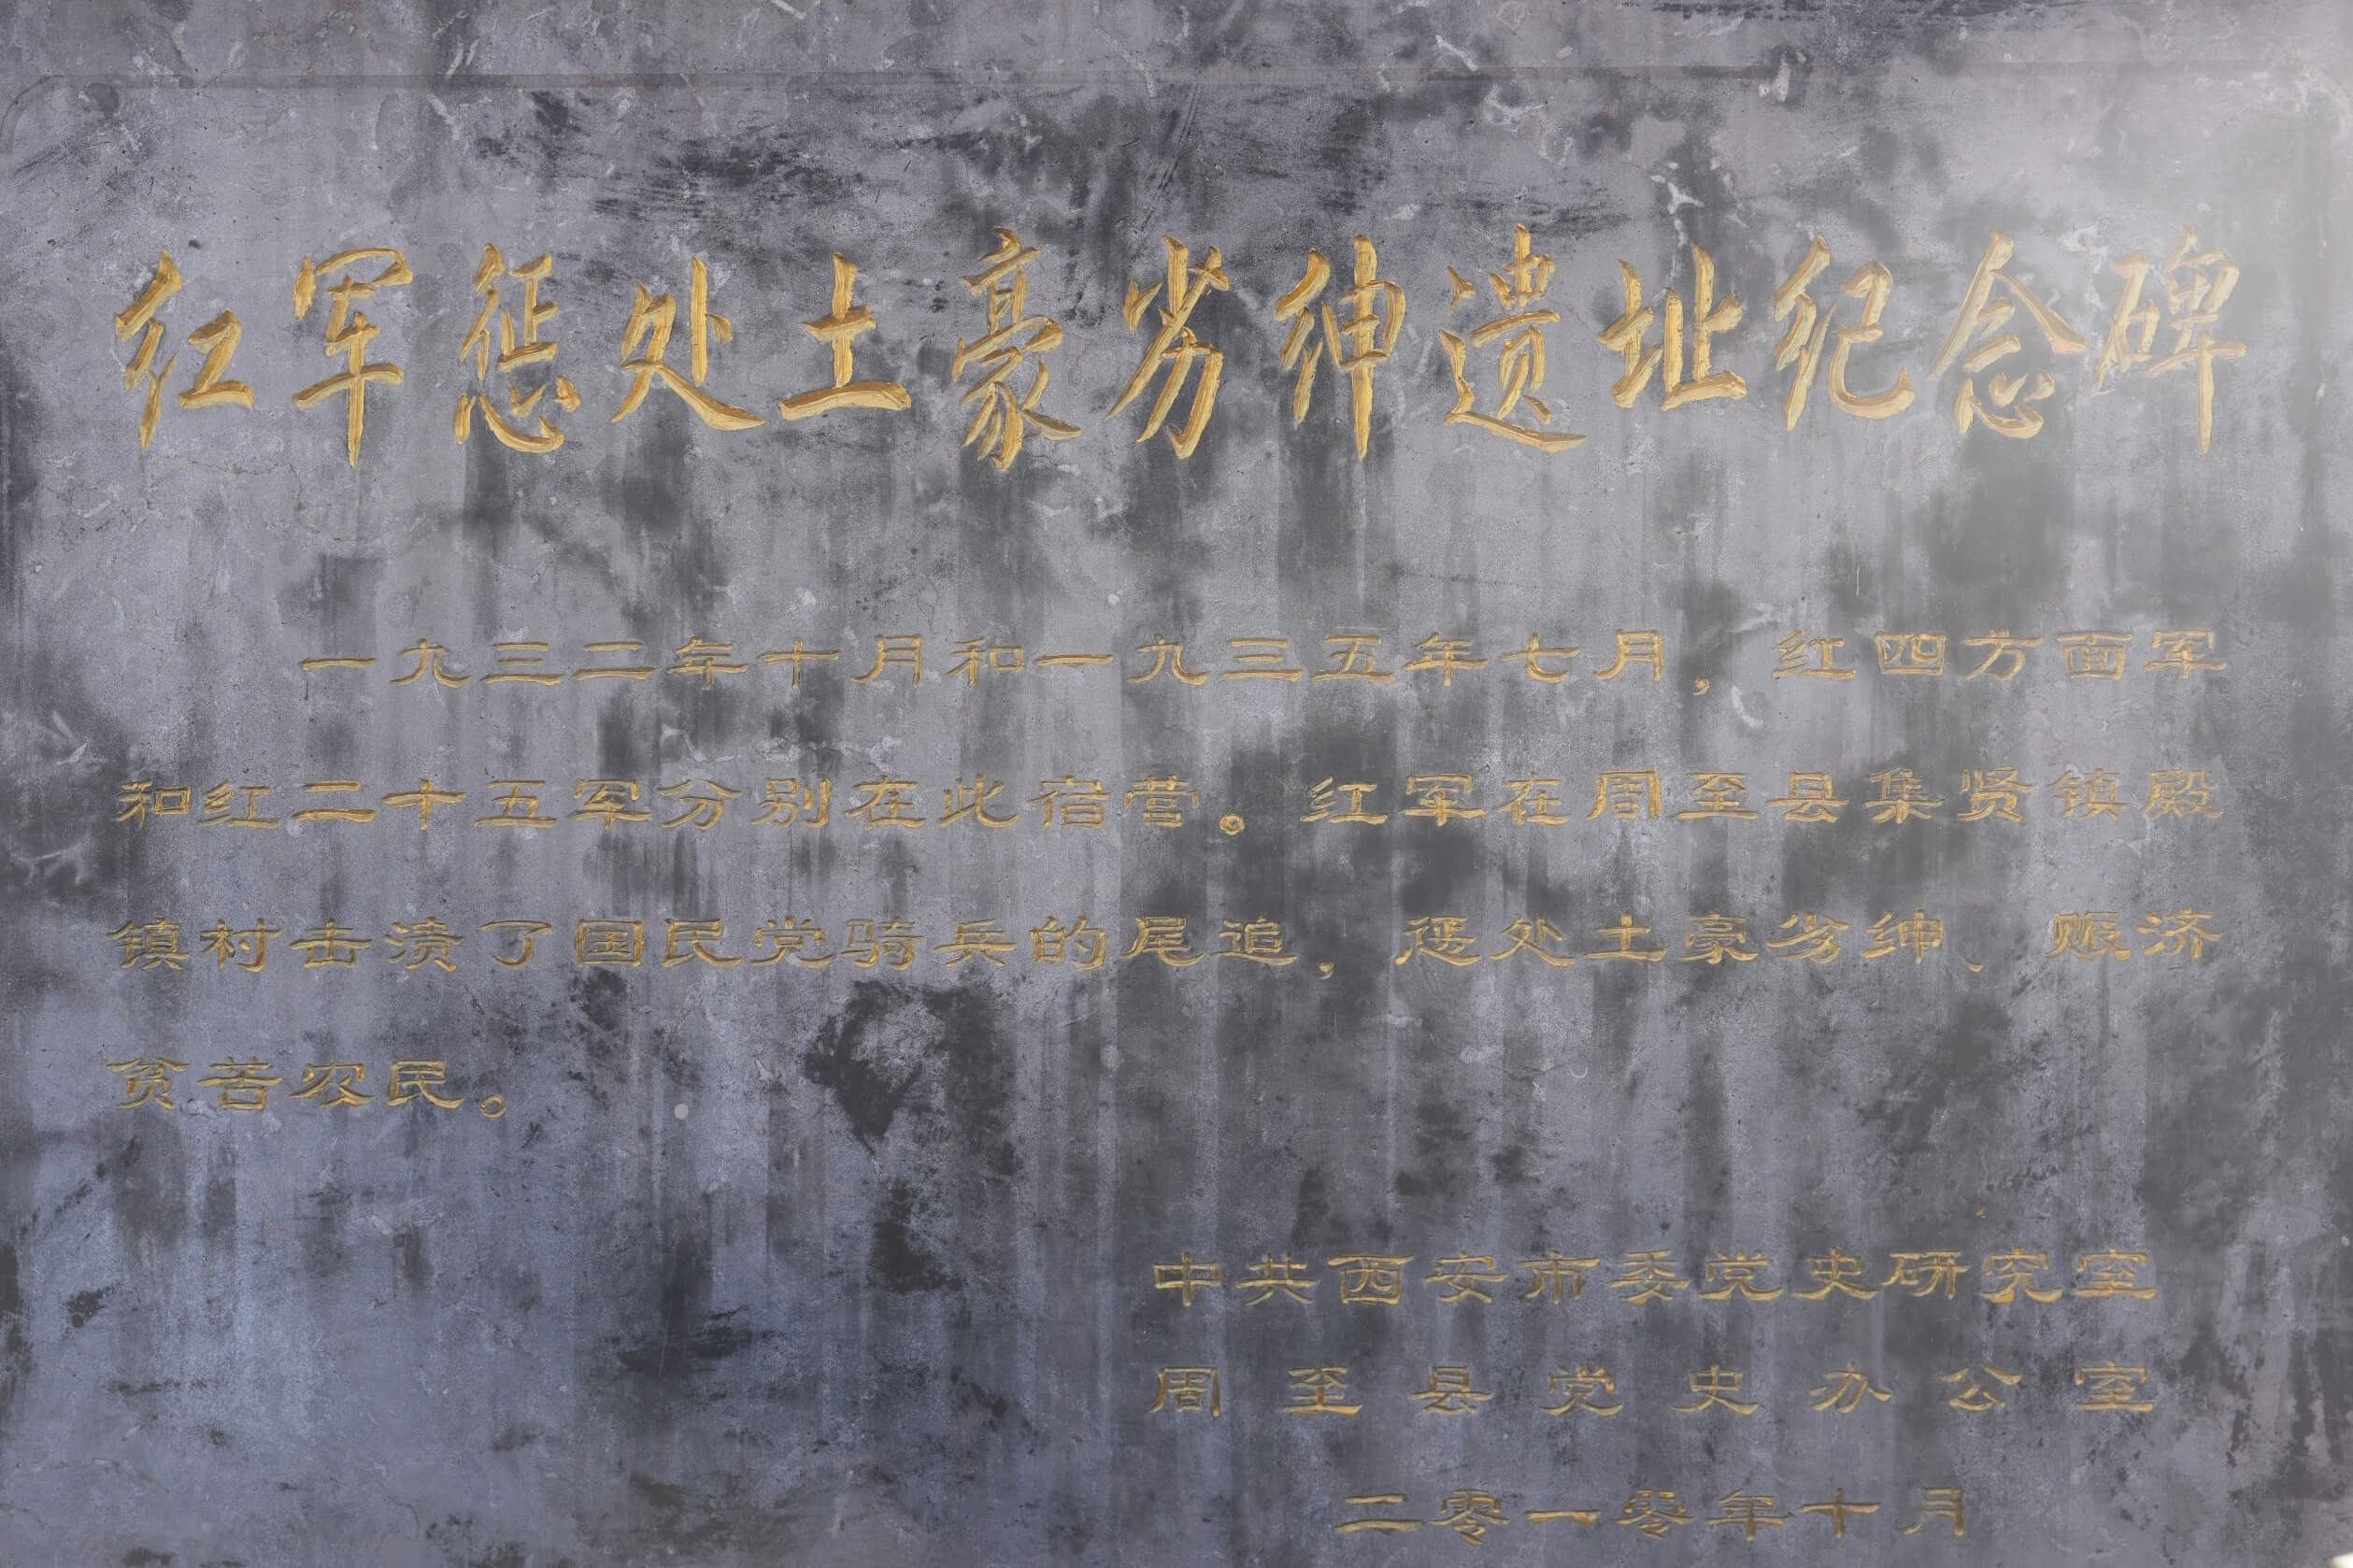 红军惩处土豪劣绅遗址纪念碑
一九三二年十月和一九三五年七月，红四方面军
和红二十五军分别在此宿营。红军在周至县集贤镇殿
镇村击溃了国民党骑兵的尾追，惩处土豪劣绅、赈济
贫苦农民。
中共西安市委党史研究室
周至县党史办公室
二零一零年十月